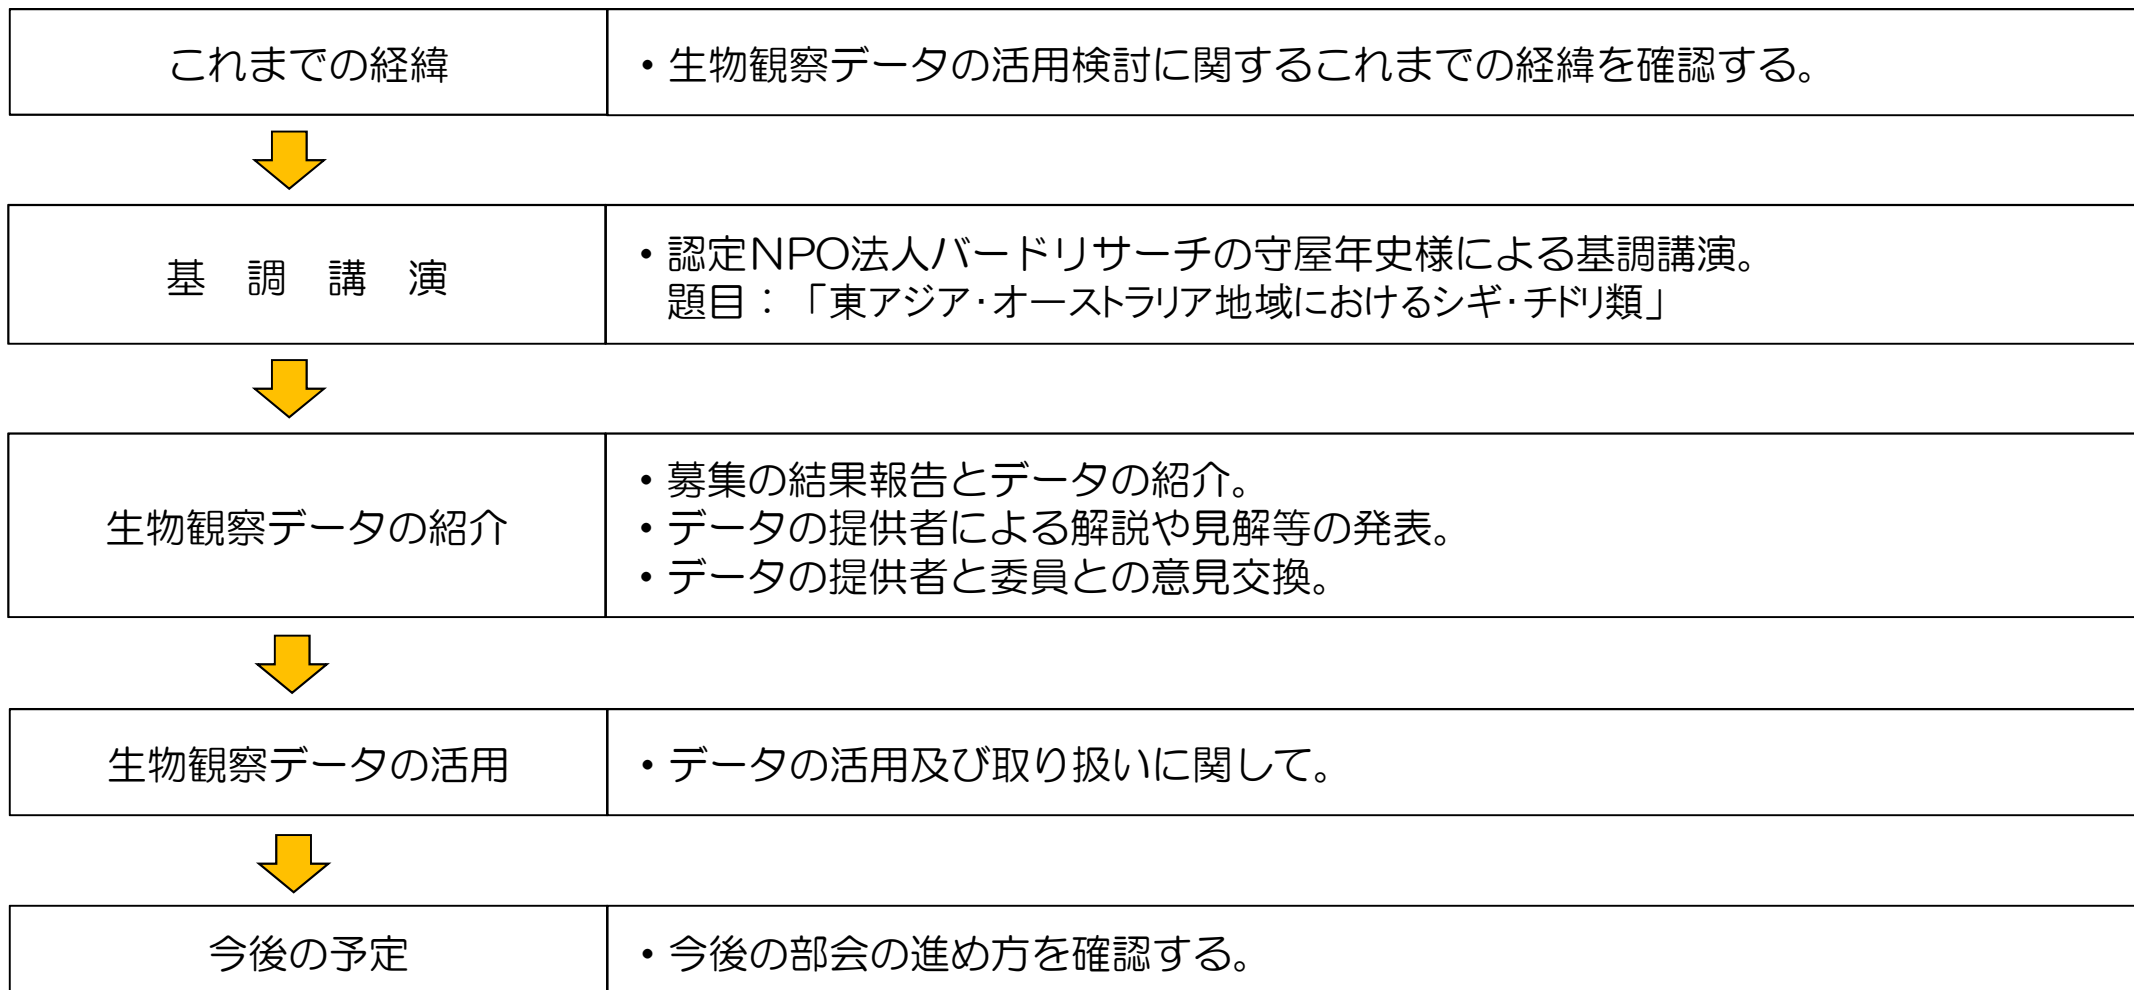 これまでの経緯
・生物観察データの活用検討に関するこれまでの経緯を確認する。
基　調　講　演
・認定NPO法人バードリサーチの守屋年史様による基調講演。
題目：「東アジア・オーストラリア地域におけるシギ・チドリ類」
生物観察データの紹介
・募集の結果報告とデータの紹介。
・データの提供者による解説や見解等の発表。
・データの提供者と委員との意見交換。
生物観察データの活用
・データの活用及び取り扱いに関して。
今後の予定
・今後の部会の進め方を確認する。